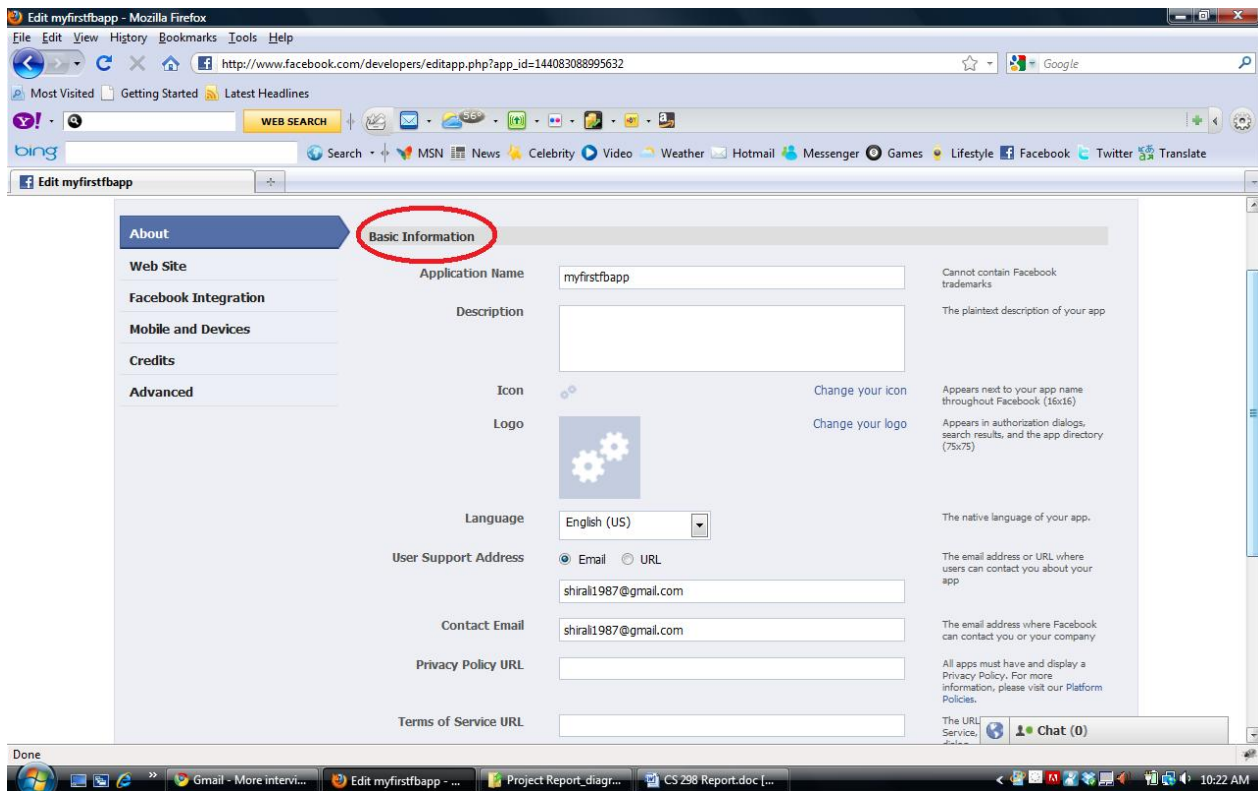 Edit myfirstfbapp - Mozilla Firefox
File Edit View History Bookmarks Tools Help
http://www.facebook.com/developers/editapp.php?app_id=144083088995632
Google
Most Visited Getting Started Latest Headlines
Y! WEB SEARCH 56°
bing Search MSN News Celebrity Video Weather Hotmail Messenger Games Lifestyle Facebook Twitter Translate
Edit myfirstfbapp
About
Web Site
Facebook Integration
Mobile and Devices
Credits
Advanced
Basic Information
Application Name myfirstfbapp Cannot contain Facebook
trademarks
Description The plaintext description of your app
Icon Change your icon Appears next to your app name
throughout Facebook (16x16)
Logo Change your logo Appears in authorization dialogs,
search results, and the app directory
(75x75)
Language English (US) The native language of your app.
User Support Address Email URL The email address or URL where
users can contact you about your
app
shirali1987@gmail.com
Contact Email shirali1987@gmail.com The email address where Facebook
can contact you or your company
Privacy Policy URL All apps must have and display a
Privacy Policy. For more
information, please visit our Platform
Policies.
Terms of Service URL The URL
Service,
Chat (0)
Done
Gmail - More intervi... Edit myfirstfbapp - ... Project Report_diagr... CS 298 Report.doc [... 10:22 AM